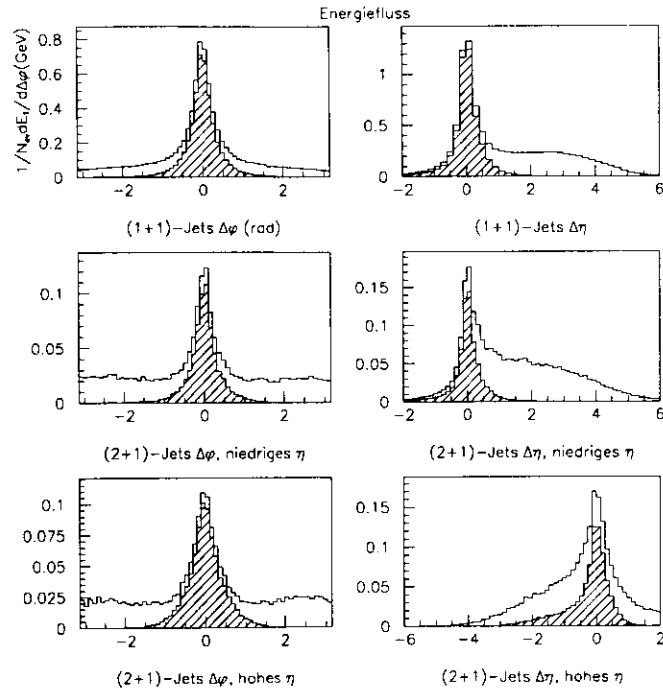 Energiefluss
1/N_ev dE_t/dΔφ(GeV)
0.8
0.6
0.4
0.2
0
−2 0 2
(1+1)−Jets Δφ (rad)
1
0.5
0
−2 0 2 4 6
(1+1)−Jets Δη
0.1
0.05
0
−2 0 2
(2+1)−Jets Δφ, niedriges η
0.15
0.1
0.05
0
−2 0 2 4 6
(2+1)−Jets Δη, niedriges η
0.1
0.075
0.05
0.025
0
−2 0 2
(2+1)−Jets Δφ, hohes η
0.15
0.1
0.05
0
−6 −4 −2 0 2
(2+1)−Jets Δη, hohes η